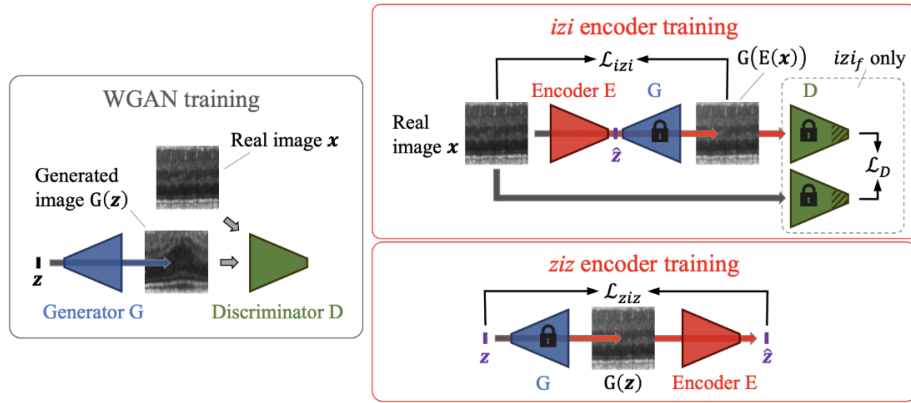 WGAN training
Real image x
Generated
image G(z)
z
Generator G
Discriminator D
izi encoder training
ℒizi
G(E(x))
izif only
Encoder E
G
D
Real
image x
ẑ
ℒD
ziz encoder training
ℒziz
z
ẑ
G
G(z)
Encoder E